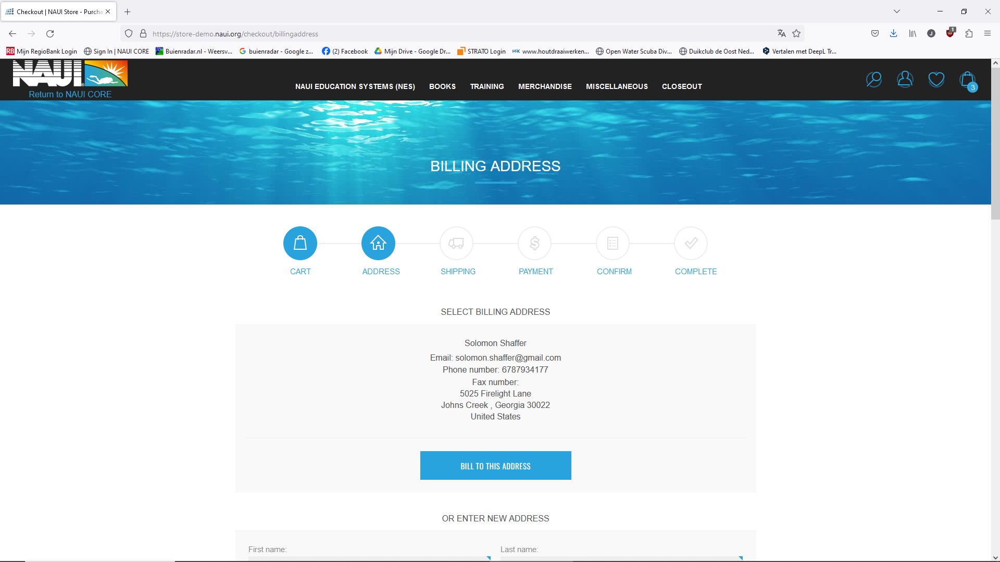 Checkout | NAUI Store - Purcha
https://store-demo.naui.org/checkout/billingaddress
1
RB Mijn RegioBank Login
Sign In | NAUI CORE
Buienradar.nl - Weersv...
G buienradar - Google z...
(2) Facebook
Mijn Drive - Google Dr...
STRATO Login
www.houtdraaiwerken...
Open Water Scuba Div...
Duikclub de Oost Ned...
Vertalen met DeepL Tr...
NAUI
Return to NAUI CORE
NAUI EDUCATION SYSTEMS (NES) BOOKS TRAINING MERCHANDISE MISCELLANEOUS CLOSEOUT
3
BILLING ADDRESS
CART ADDRESS SHIPPING PAYMENT CONFIRM COMPLETE
SELECT BILLING ADDRESS
Solomon Shaffer
Email: solomon.shaffer@gmail.com
Phone number: 6787934177
Fax number:
5025 Firelight Lane
Johns Creek , Georgia 30022
United States
BILL TO THIS ADDRESS
OR ENTER NEW ADDRESS
First name: Last name: